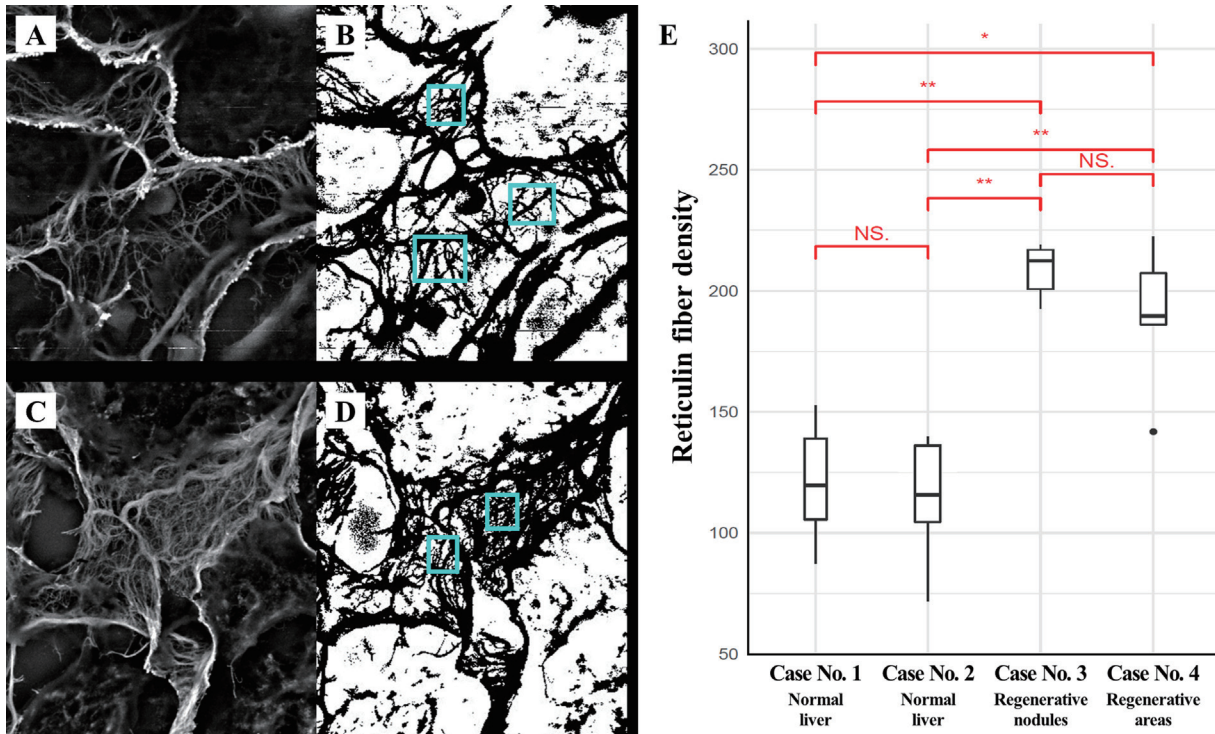 A
B
C
D
E
Reticulin fiber density
300
250
200
150
100
50
*
**
**
NS.
**
NS.
Case No. 1 Case No. 2 Case No. 3 Case No. 4
Normal Normal Regenerative Regenerative
liver liver nodules areas